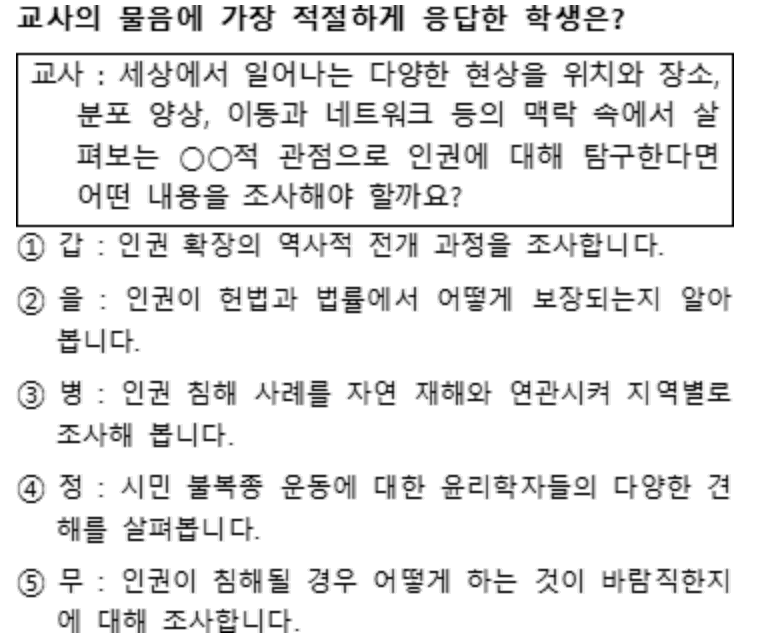 교사의 물음에 가장 적절하게 응답한 학생은?
교사 : 세상에서 일어나는 다양한 현상을 위치와 장소,
분포 양상, 이동과 네트워크 등의 맥락 속에서 살
펴보는 ○○적 관점으로 인권에 대해 탐구한다면
어떤 내용을 조사해야 할까요?
① 갑 : 인권 확장의 역사적 전개 과정을 조사합니다.
② 을 : 인권이 헌법과 법률에서 어떻게 보장되는지 알아
봅니다.
③ 병 : 인권 침해 사례를 자연 재해와 연관시켜 지역별로
조사해 봅니다.
④ 정 : 시민 불복종 운동에 대한 윤리학자들의 다양한 견
해를 살펴봅니다.
⑤ 무 : 인권이 침해될 경우 어떻게 하는 것이 바람직한지
에 대해 조사합니다.